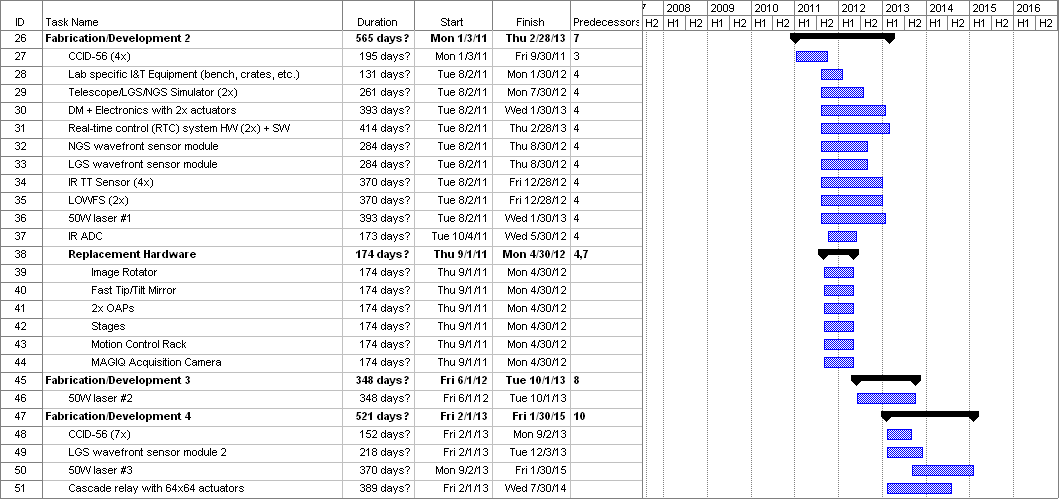 7 2008 2009 2010 2011 2012 2013 2014 2015 2016
ID Task Name Duration Start Finish Predecessors H2 H1 H2 H1 H2 H1 H2 H1 H2 H1 H2 H1 H2 H1 H2 H1 H2 H1 H2
26 Fabrication/Development 2 565 days? Mon 1/3/11 Thu 2/28/13 7
27 CCID-56 (4x) 195 days? Mon 1/3/11 Fri 9/30/11 3
28 Lab specific I&T Equipment (bench, crates, etc.) 131 days? Tue 8/2/11 Mon 1/30/12 4
29 Telescope/LGS/NGS Simulator (2x) 261 days? Tue 8/2/11 Mon 7/30/12 4
30 DM + Electronics with 2x actuators 393 days? Tue 8/2/11 Wed 1/30/13 4
31 Real-time control (RTC) system HW (2x) + SW 414 days? Tue 8/2/11 Thu 2/28/13 4
32 NGS wavefront sensor module 284 days? Tue 8/2/11 Thu 8/30/12 4
33 LGS wavefront sensor module 284 days? Tue 8/2/11 Thu 8/30/12 4
34 IR TT Sensor (4x) 370 days? Tue 8/2/11 Fri 12/28/12 4
35 LOWFS (2x) 370 days? Tue 8/2/11 Fri 12/28/12 4
36 50W laser #1 393 days? Tue 8/2/11 Wed 1/30/13 4
37 IR ADC 173 days? Tue 10/4/11 Wed 5/30/12 4
38 Replacement Hardware 174 days? Thu 9/1/11 Mon 4/30/12 4,7
39 Image Rotator 174 days? Thu 9/1/11 Mon 4/30/12
40 Fast Tip/Tilt Mirror 174 days? Thu 9/1/11 Mon 4/30/12
41 2x OAPs 174 days? Thu 9/1/11 Mon 4/30/12
42 Stages 174 days? Thu 9/1/11 Mon 4/30/12
43 Motion Control Rack 174 days? Thu 9/1/11 Mon 4/30/12
44 MAGIQ Acquisition Camera 174 days? Thu 9/1/11 Mon 4/30/12
45 Fabrication/Development 3 348 days? Fri 6/1/12 Tue 10/1/13 8
46 50W laser #2 348 days? Fri 6/1/12 Tue 10/1/13
47 Fabrication/Development 4 521 days? Fri 2/1/13 Fri 1/30/15 10
48 CCID-56 (7x) 152 days? Fri 2/1/13 Mon 9/2/13
49 LGS wavefront sensor module 2 218 days? Fri 2/1/13 Tue 12/3/13
50 50W laser #3 370 days? Mon 9/2/13 Fri 1/30/15
51 Cascade relay with 64x64 actuators 389 days? Fri 2/1/13 Wed 7/30/14